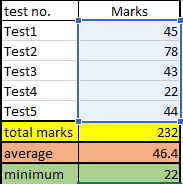 test no. Marks
Test1 45
Test2 78
Test3 43
Test4 22
Test5 44
total marks 232
average 46.4
minimum 22